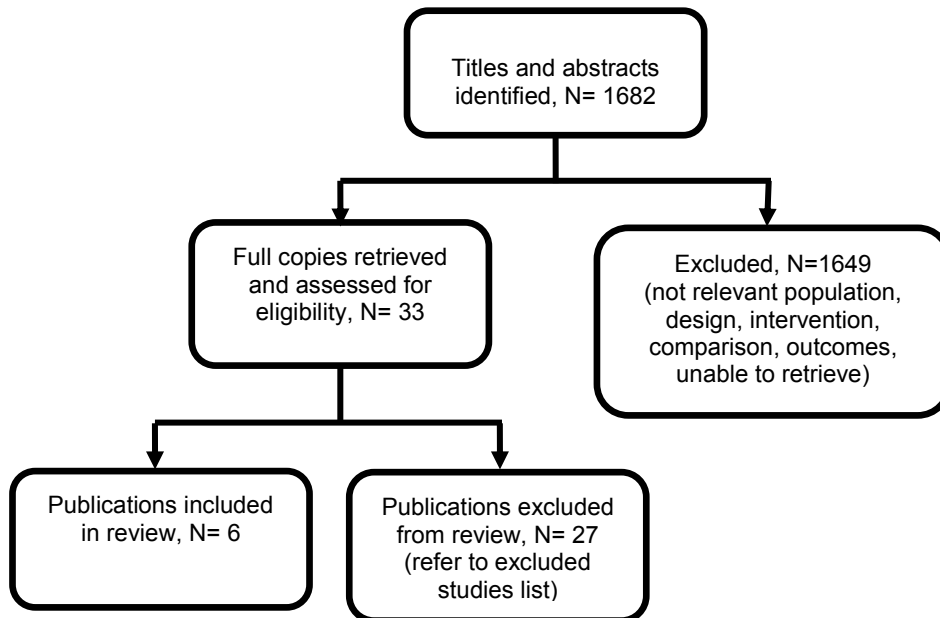 Titles and abstracts
identified, N= 1682
Full copies retrieved
and assessed for
eligibility, N= 33
Excluded, N=1649
(not relevant population,
design, intervention,
comparison, outcomes,
unable to retrieve)
Publications included
in review, N= 6
Publications excluded
from review, N= 27
(refer to excluded
studies list)